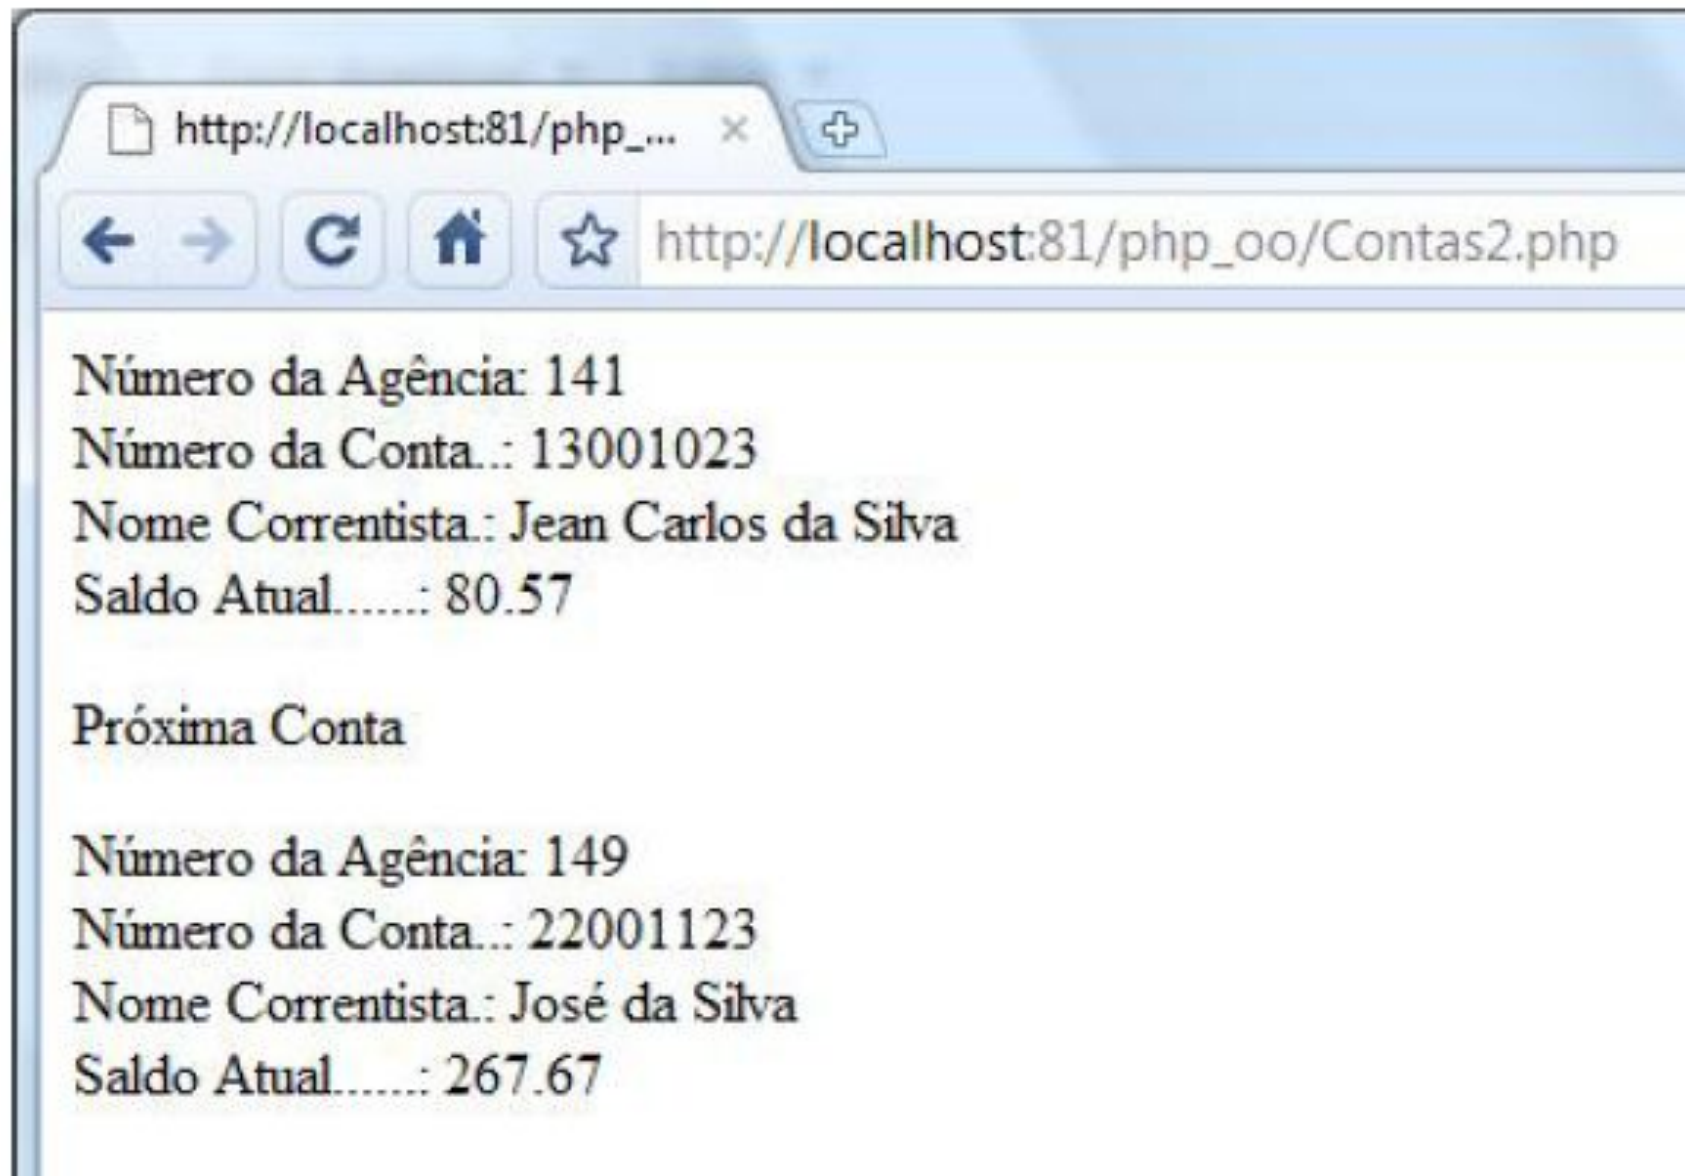 http://localhost:81/php_...
http://localhost:81/php_oo/Contas2.php
Número da Agência: 141
Número da Conta..: 13001023
Nome Correntista.: Jean Carlos da Silva
Saldo Atual......: 80.57
Próxima Conta
Número da Agência: 149
Número da Conta..: 22001123
Nome Correntista.: José da Silva
Saldo Atual......: 267.67